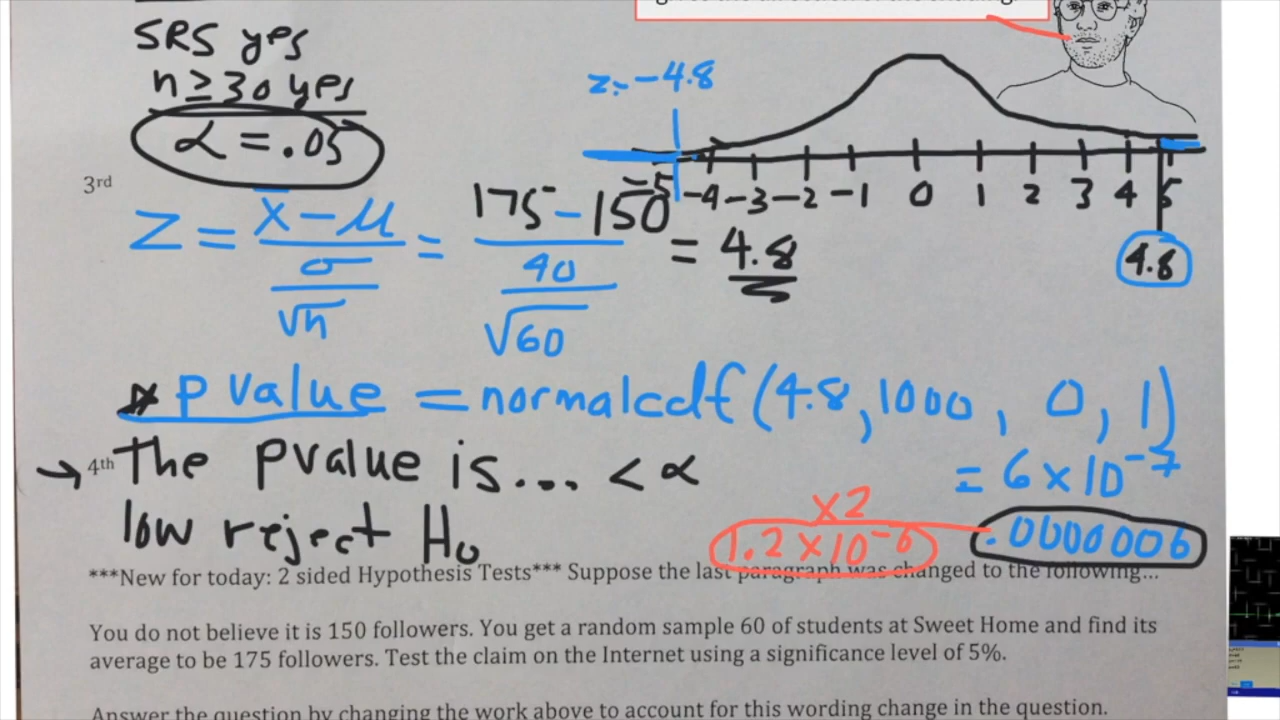 SRS yes
n≥30 yes
α=.05
z=-4.8
-5 -4 -3 -2 -1 0 1 2 3 4 5
4.8
3rd
Z = x̄-μ / σ/√n = 175-150 / 40/√60 = 4.8
p value = normalcdf(4.8,1000, 0, 1)
= 6×10⁻⁷
4th The pvalue is... < α
low reject H₀
×2
1.2×10⁻⁶
.0000006
***New for today: 2 sided Hypothesis Tests*** Suppose the last paragraph was changed to the following...
You do not believe it is 150 followers. You get a random sample 60 of students at Sweet Home and find its
average to be 175 followers. Test the claim on the Internet using a significance level of 5%.
Answer the question by changing the work above to account for this wording change in the question.